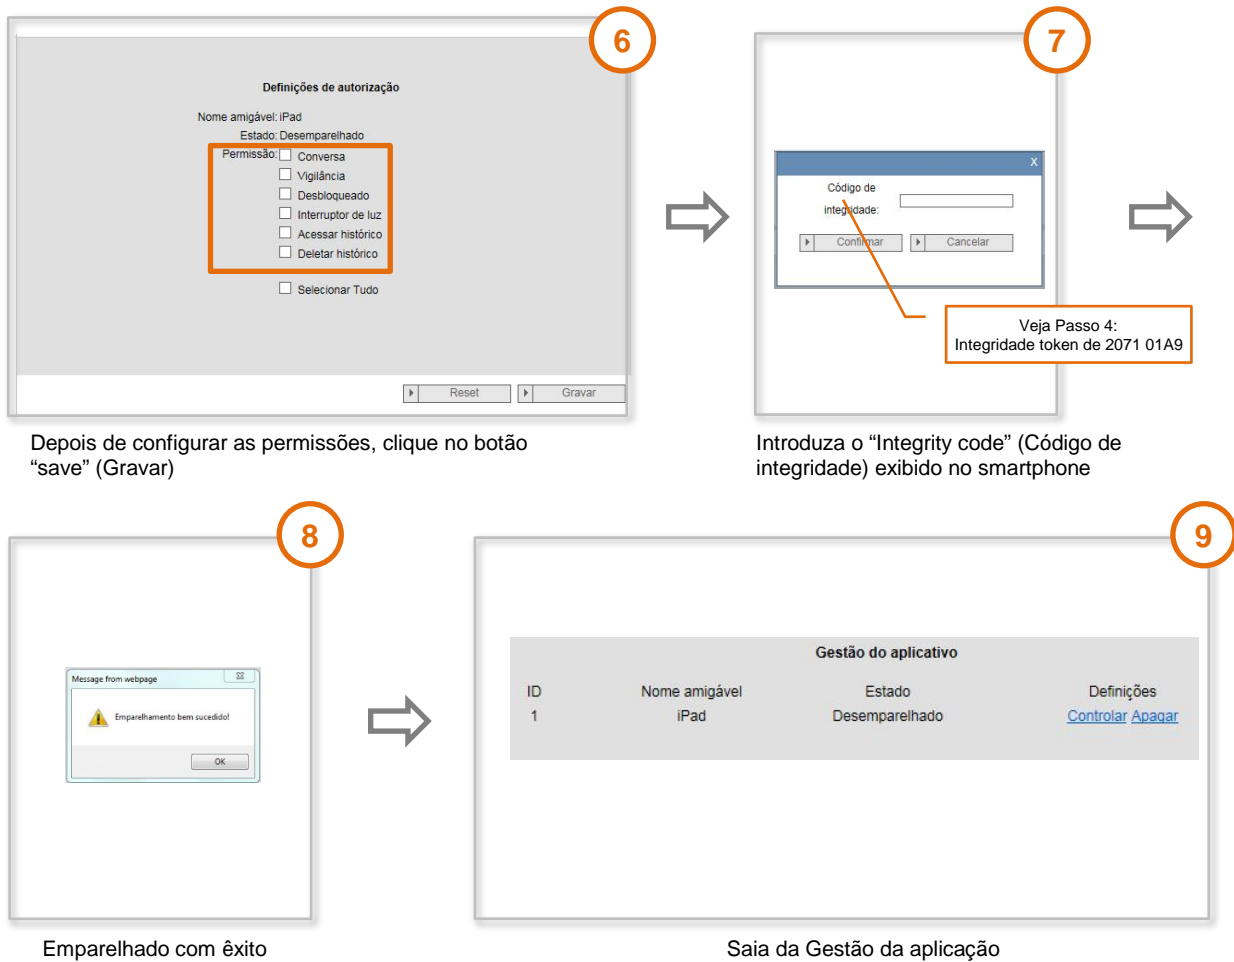 6
Definições de autorização
Nome amigável: iPad
Estado: Desemparelhado
Permissão: Conversa
Vigilância
Desbloqueado
Interruptor de luz
Acessar histórico
Deletar histórico
Selecionar Tudo
Reset Gravar
Depois de configurar as permissões, clique no botão
“save” (Gravar)
7
X
Código de
integridade:
Confirmar Cancelar
Veja Passo 4:
Integridade token de 2071 01A9
Introduza o “Integrity code” (Código de
integridade) exibido no smartphone
8
Message from webpage
Emparelhamento bem sucedido!
OK
Emparelhado com êxito
9
Gestão do aplicativo
ID Nome amigável Estado Definições
1 iPad Desemparelhado Controlar Apagar
Saia da Gestão da aplicação